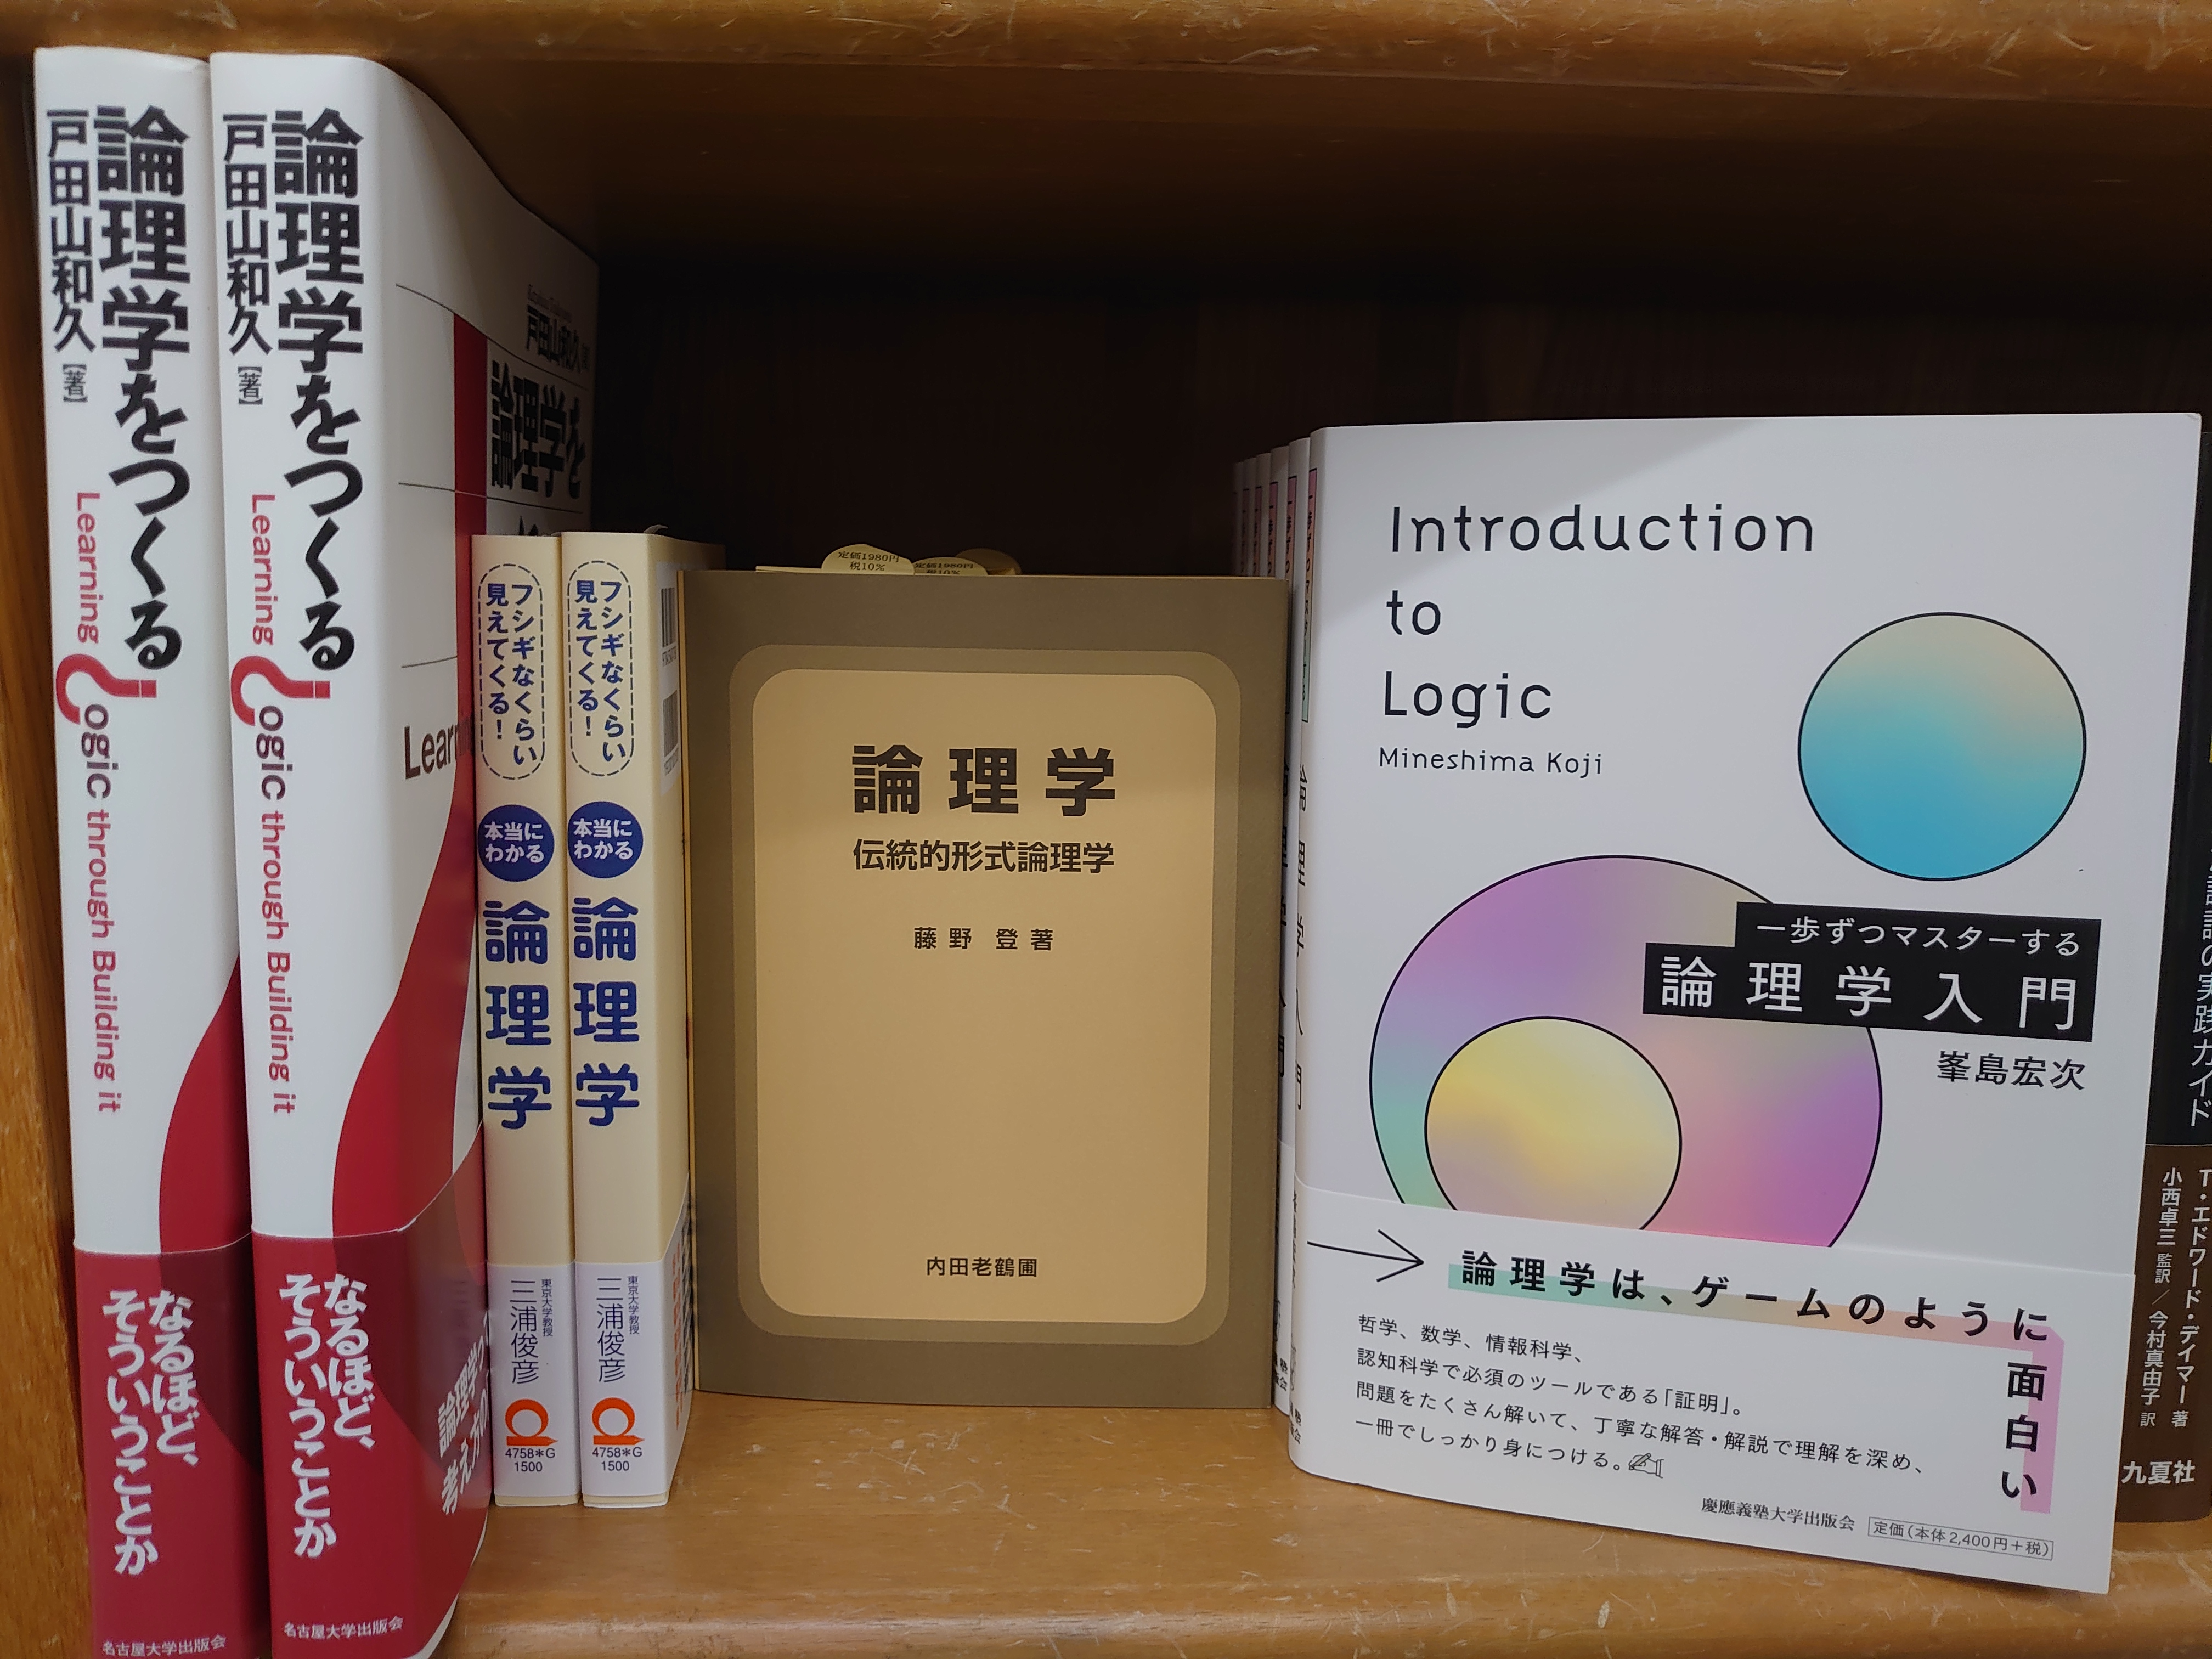 論理学をつくる
戸田山和久【著】
Learning Logic through Building it
なるほど、
そういうことか
名古屋大学出版会
論理学をつくる
戸田山和久【著】
Learning Logic through Building it
なるほど、
そういうことか
名古屋大学出版会
戸田山和久
論理学を
フシギなくらい
見えてくる!
本当に
わかる
論理学
東京大学教授
三浦俊彦
4758*G
1500
フシギなくらい
見えてくる!
本当に
わかる
論理学
東京大学教授
三浦俊彦
4758*G
1500
定価1980円
税10%
論理学
伝統的形式論理学
藤野 登著
内田老鶴圃
Introduction
to
Logic
Mineshima Koji
一歩ずつマスターする
論理学入門
峯島宏次
論理学は、ゲームのように
面白い
哲学、数学、情報科学、
認知科学で必須のツールである「証明」。
問題をたくさん解いて、丁寧な解答・解説で理解を深め、
一冊でしっかり身につける。
慶應義塾大学出版会
定価(本体2,400円+税)
の実践ガイド
T・エドワード・デイマー 著
小西卓三 監訳/今村真由子 訳
九夏社